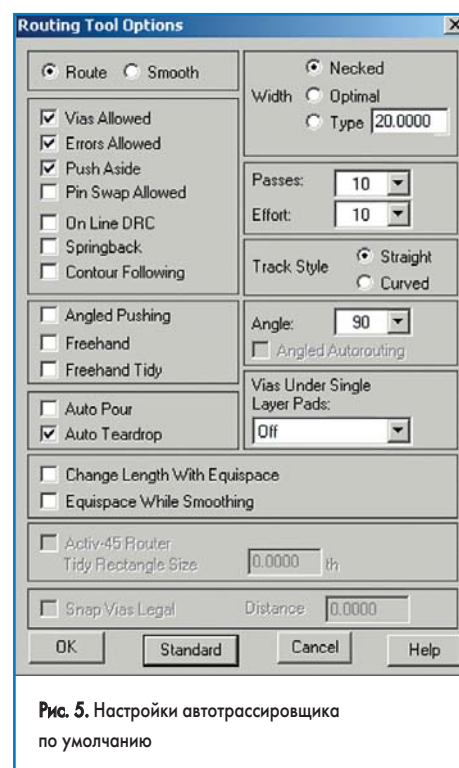 Routing Tool Options
Route Smooth
Vias Allowed
Errors Allowed
Push Aside
Pin Swap Allowed
On Line DRC
Springback
Contour Following
Angled Pushing
Freehand
Freehand Tidy
Auto Pour
Auto Teardrop
Necked
Width Optimal
Type 20.0000
Passes: 10
Effort: 10
Track Style Straight
Curved
Angle: 90
Angled Autorouting
Vias Under Single
Layer Pads:
Off
Change Length With Equispace
Equispace While Smoothing
Activ-45 Router
Tidy Rectangle Size 0.0000 th
Snap Vias Legal Distance 0.0000
OK Standard Cancel Help
Рис. 5. Настройки автотрассировщика
по умолчанию